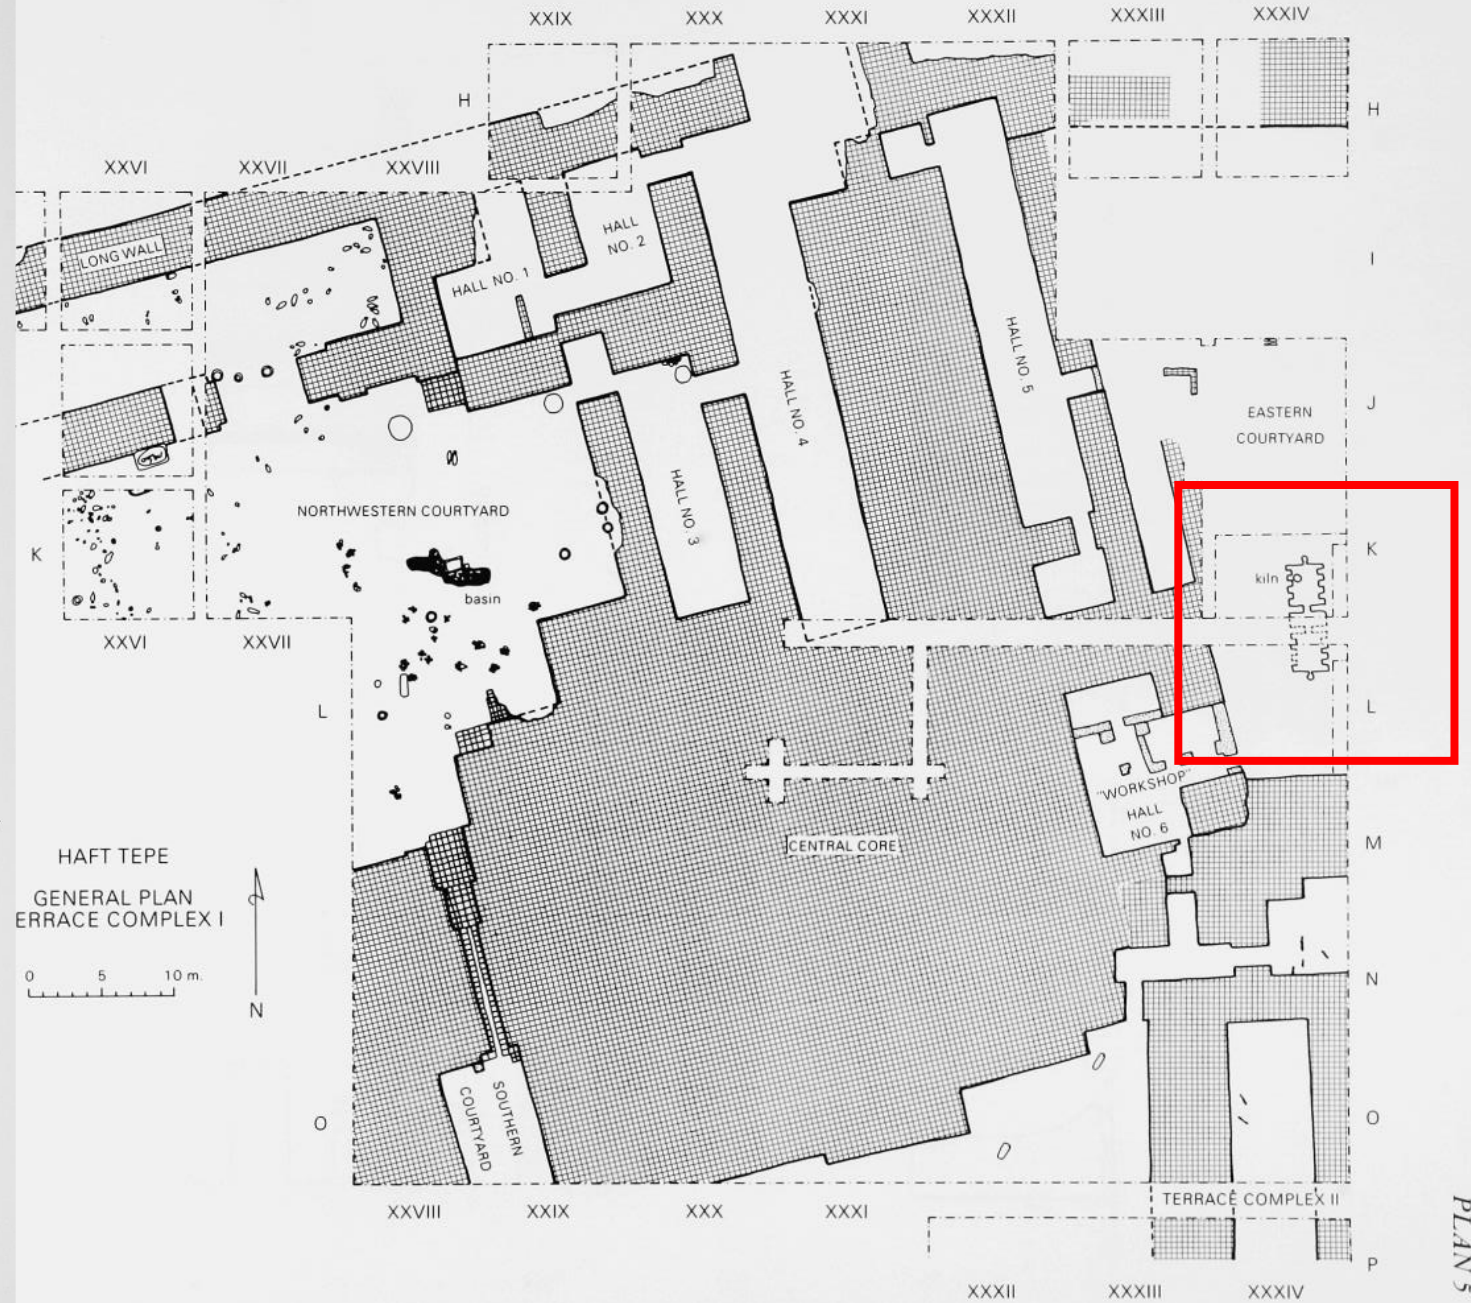 XXIX XXX XXXI XXXII XXXIII XXXIV
H H
XXVI XXVII XXVIII
LONG WALL
HALL
NO. 2
HALL NO. 1
I
HALL NO. 5
HALL NO. 4
J
EASTERN
COURTYARD
HALL NO. 3
NORTHWESTERN COURTYARD
K K
kiln
basin
XXVI XXVII
L L
"WORKSHOP"
HALL
NO. 6
CENTRAL CORE
M
HAFT TEPE
GENERAL PLAN
ERRACE COMPLEX I
0 5 10 m.
N
N
SOUTHERN
COURTYARD
O O
XXVIII XXIX XXX XXXI
TERRACE COMPLEX II
P
XXXII XXXIII XXXIV
PLAN 5